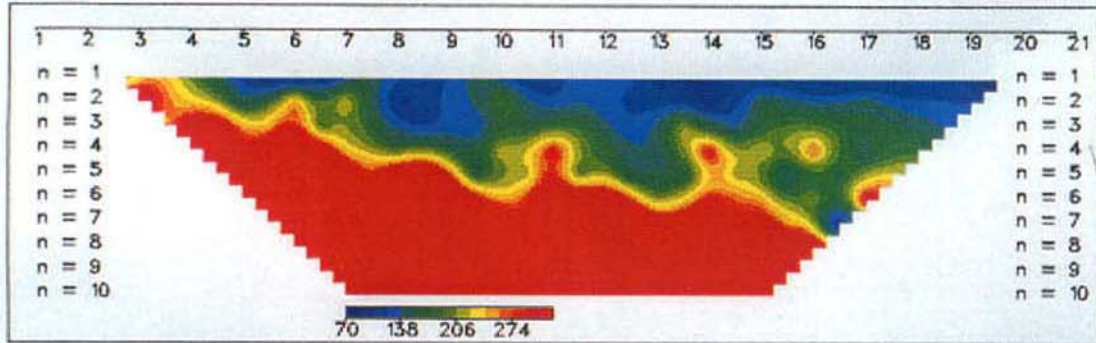 1 2 3 4 5 6 7 8 9 10 11 12 13 14 15 16 17 18 19 20 21
n = 1 n = 1
n = 2 n = 2
n = 3 n = 3
n = 4 n = 4
n = 5 n = 5
n = 6 n = 6
n = 7 n = 7
n = 8 n = 8
n = 9 n = 9
n = 10 n = 10
70 138 206 274